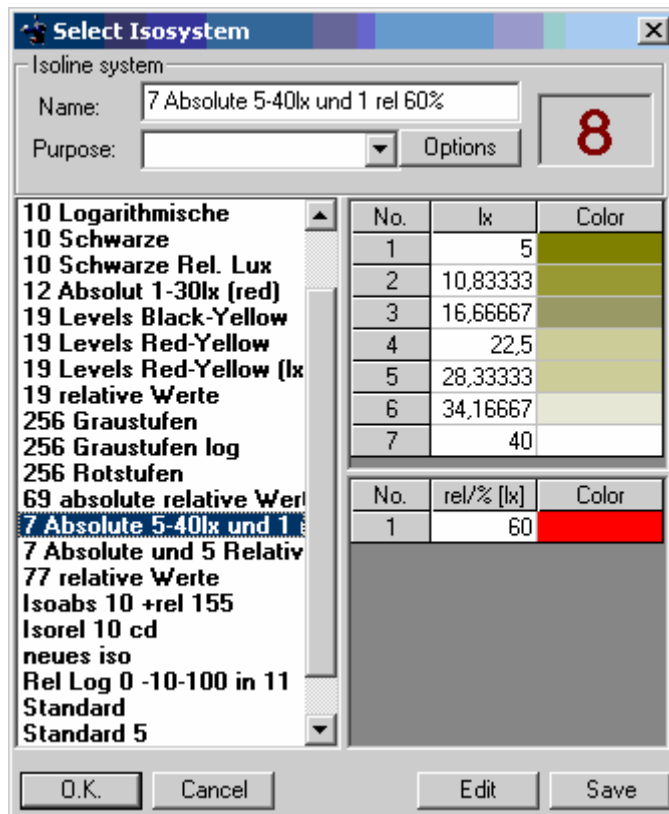 Select Isosystem
Isoline system
Name: 7 Absolute 5-40lx und 1 rel 60%
8
Purpose: Options
10 Logarithmische
10 Schwarze
10 Schwarze Rel. Lux
12 Absolut 1-30lx (red)
19 Levels Black-Yellow
19 Levels Red-Yellow
19 Levels Red-Yellow (lx
19 relative Werte
256 Graustufen
256 Graustufen log
256 Rotstufen
69 absolute relative Wert
7 Absolute 5-40lx und 1
7 Absolute und 5 Relativ
77 relative Werte
Isoabs 10 +rel 155
Isorel 10 cd
neues iso
Rel Log 0 -10-100 in 11
Standard
Standard 5
No. lx Color
1 5
2 10,83333
3 16,66667
4 22,5
5 28,33333
6 34,16667
7 40
No. rel/% [lx] Color
1 60
O.K. Cancel Edit Save